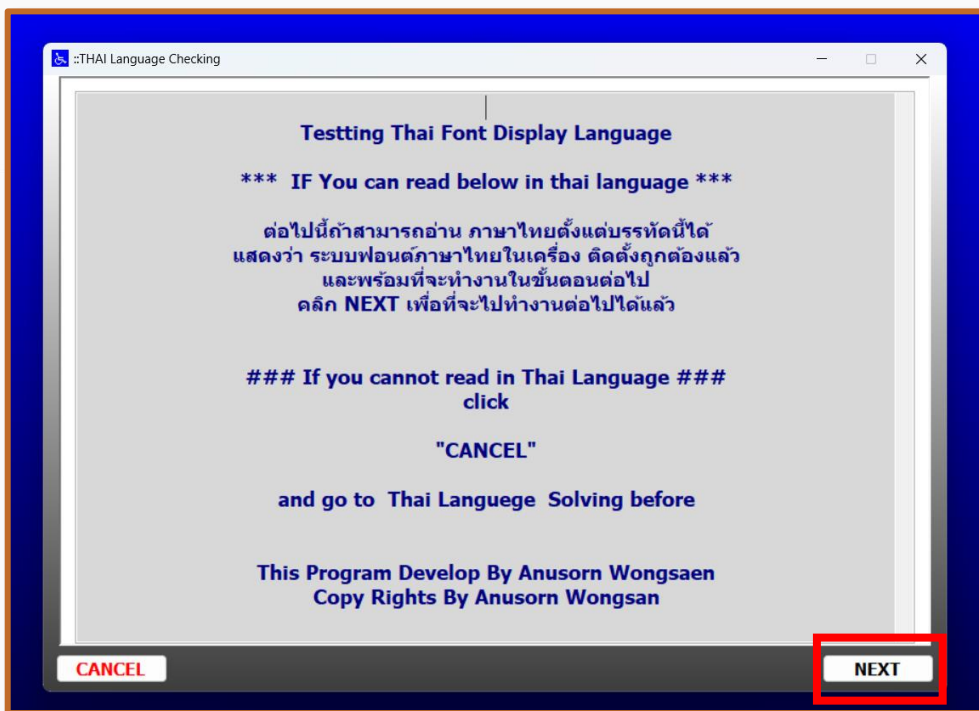 ::THAI Language Checking
Testting Thai Font Display Language
*** IF You can read below in thai language ***
ต่อไปนี้ถ้าสามารถอ่าน ภาษาไทยตั้งแต่บรรทัดนี้ได้
แสดงว่า ระบบฟอนต์ภาษาไทยในเครื่อง ติดตั้งถูกต้องแล้ว
และพร้อมที่จะทำงานในขั้นตอนต่อไป
คลิก NEXT เพื่อที่จะไปทำงานต่อไปได้แล้ว
### If you cannot read in Thai Language ###
click
"CANCEL"
and go to Thai Languege Solving before
This Program Develop By Anusorn Wongsaen
Copy Rights By Anusorn Wongsan
CANCEL
NEXT